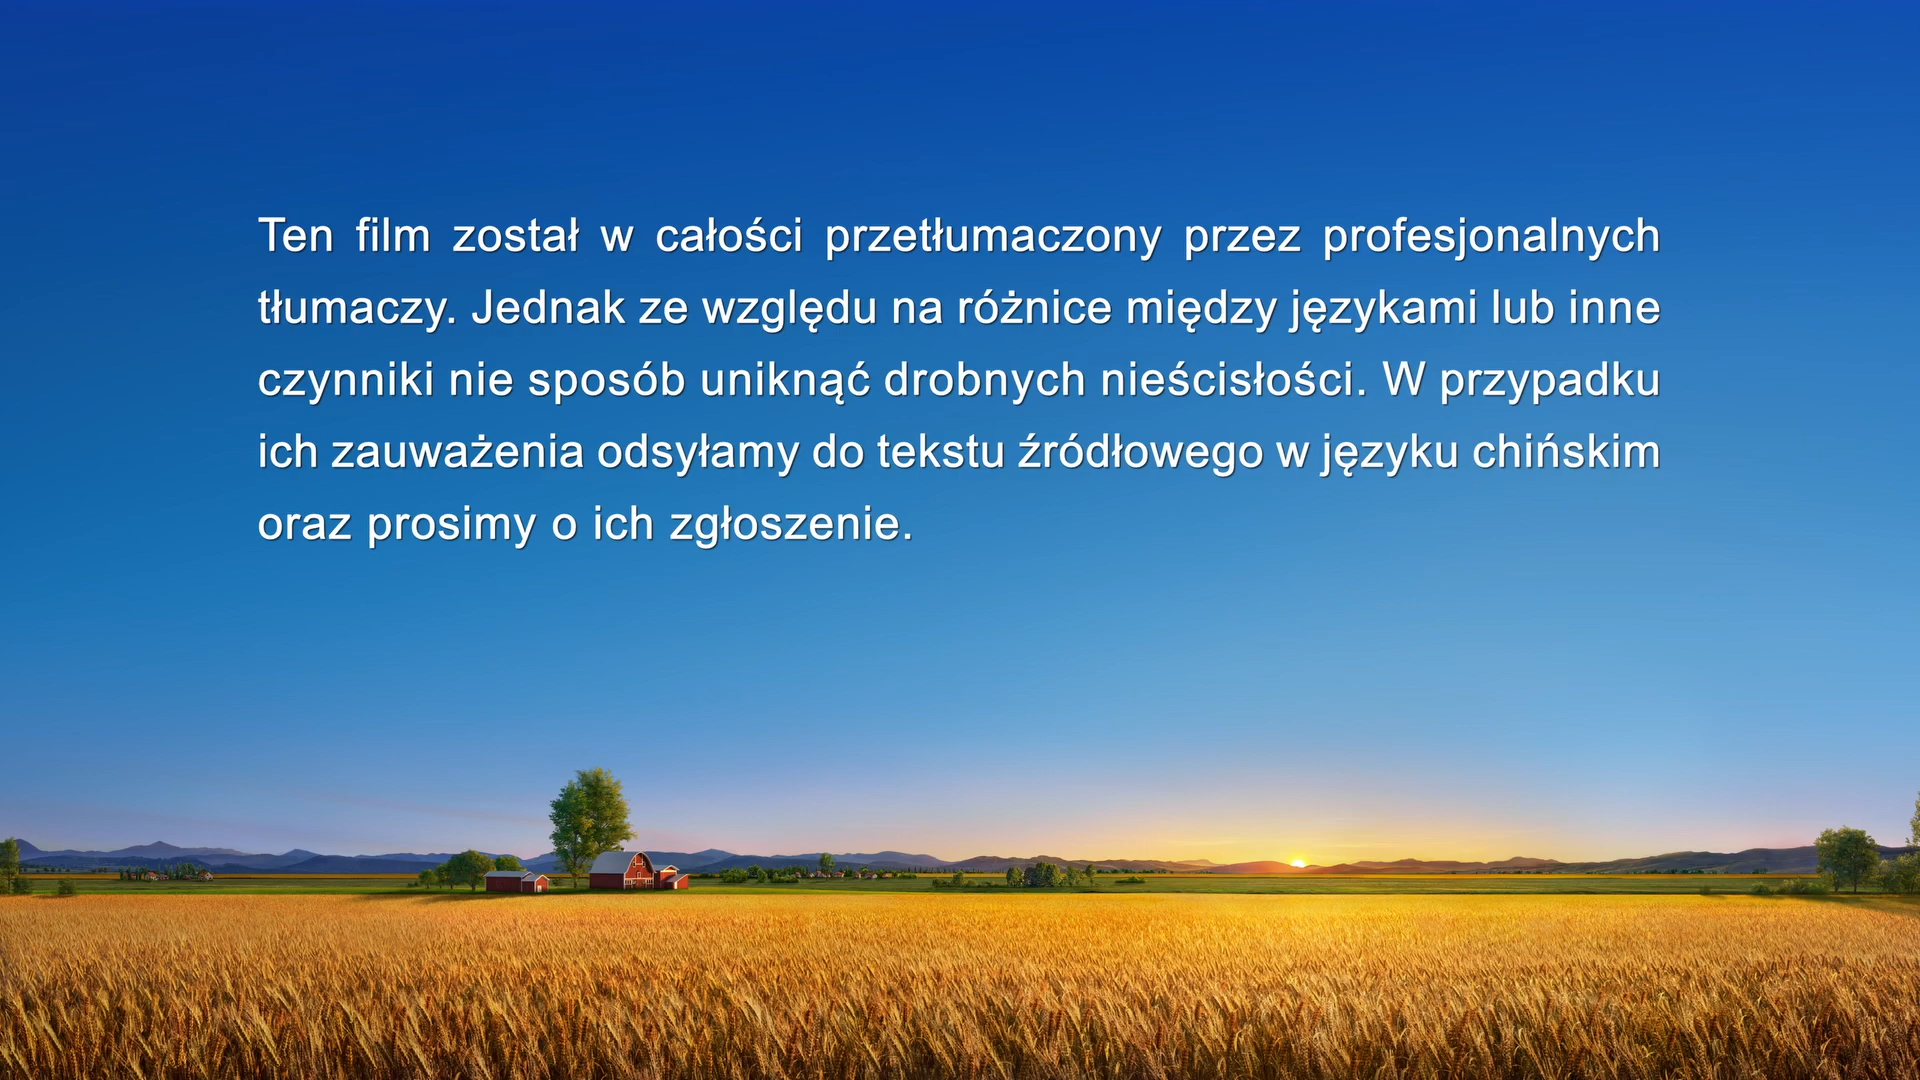 Ten film został w całości przetłumaczony przez profesjonalnych
tłumaczy. Jednak ze względu na różnice między językami lub inne
czynniki nie sposób uniknąć drobnych nieścisłości. W przypadku
ich zauważenia odsyłamy do tekstu źródłowego w języku chińskim
oraz prosimy o ich zgłoszenie.